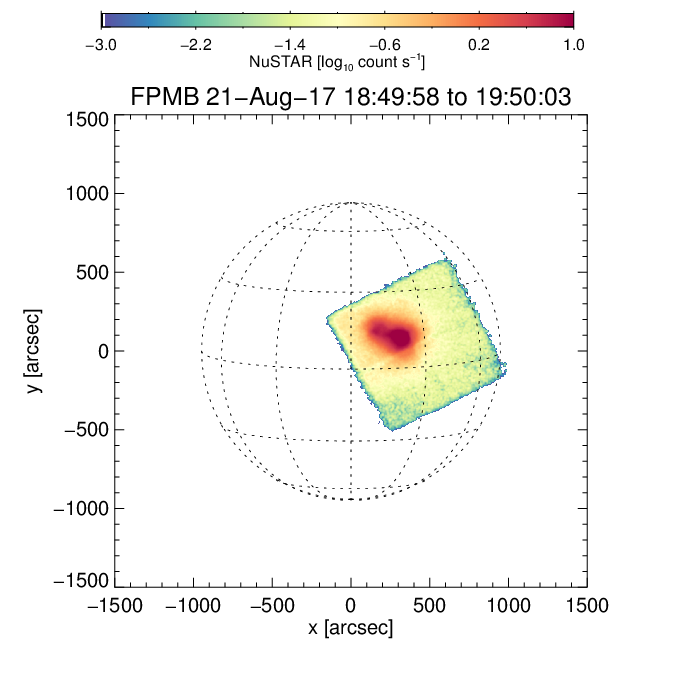 −3.0 −2.2 −1.4 −0.6 0.2 1.0
NuSTAR [log₁₀ count s⁻¹]
FPMB 21−Aug−17 18:49:58 to 19:50:03
1500
1000
500
0
−500
−1000
−1500
y [arcsec]
−1500 −1000 −500 0 500 1000 1500
x [arcsec]